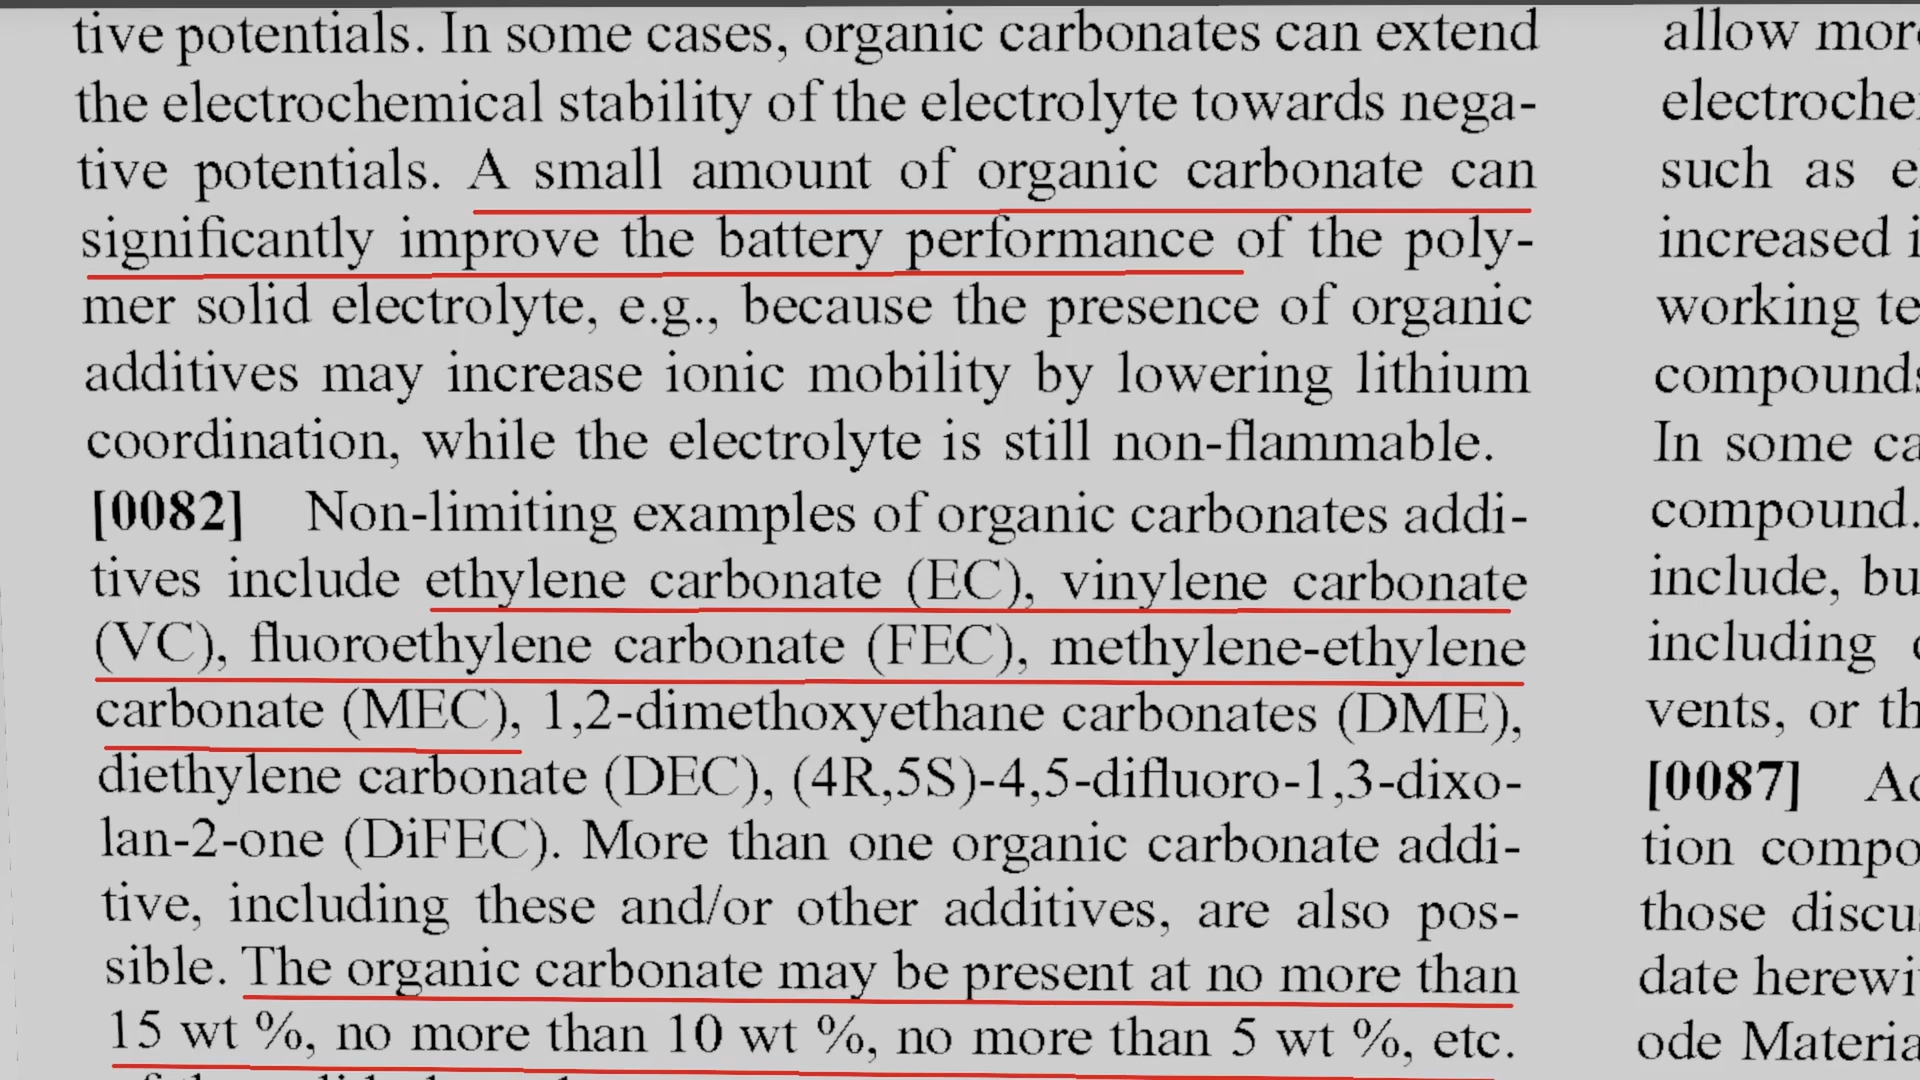 tive potentials. In some cases, organic carbonates can extend
the electrochemical stability of the electrolyte towards nega-
tive potentials. A small amount of organic carbonate can
significantly improve the battery performance of the poly-
mer solid electrolyte, e.g., because the presence of organic
additives may increase ionic mobility by lowering lithium
coordination, while the electrolyte is still non-flammable.
[0082] Non-limiting examples of organic carbonates addi-
tives include ethylene carbonate (EC), vinylene carbonate
(VC), fluoroethylene carbonate (FEC), methylene-ethylene
carbonate (MEC), 1,2-dimethoxyethane carbonates (DME),
diethylene carbonate (DEC), (4R,5S)-4,5-difluoro-1,3-dixo-
lan-2-one (DiFEC). More than one organic carbonate addi-
tive, including these and/or other additives, are also pos-
sible. The organic carbonate may be present at no more than
15 wt %, no more than 10 wt %, no more than 5 wt %, etc.
allow mor
electroche
such as e
increased i
working te
compounds
In some ca
compound.
include, bu
including
vents, or th
[0087] Ac
tion compo
those discu
date herewi
ode Materia